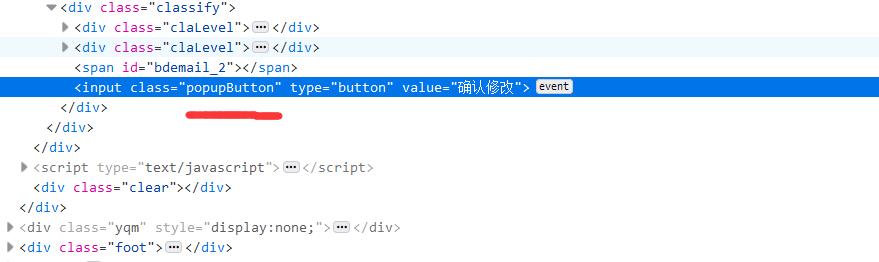 <div class="classify">
<div class="claLevel">⋯</div>
<div class="claLevel">⋯</div>
<span id="bdemail_2"></span>
<input class="popupButton" type="button" value="确认修改"> event
</div>
</div>
</div>
<script type="text/javascript">⋯</script>
<div class="clear"></div>
</div>
<div class="yqm" style="display:none;">⋯</div>
<div class="foot">⋯</div>